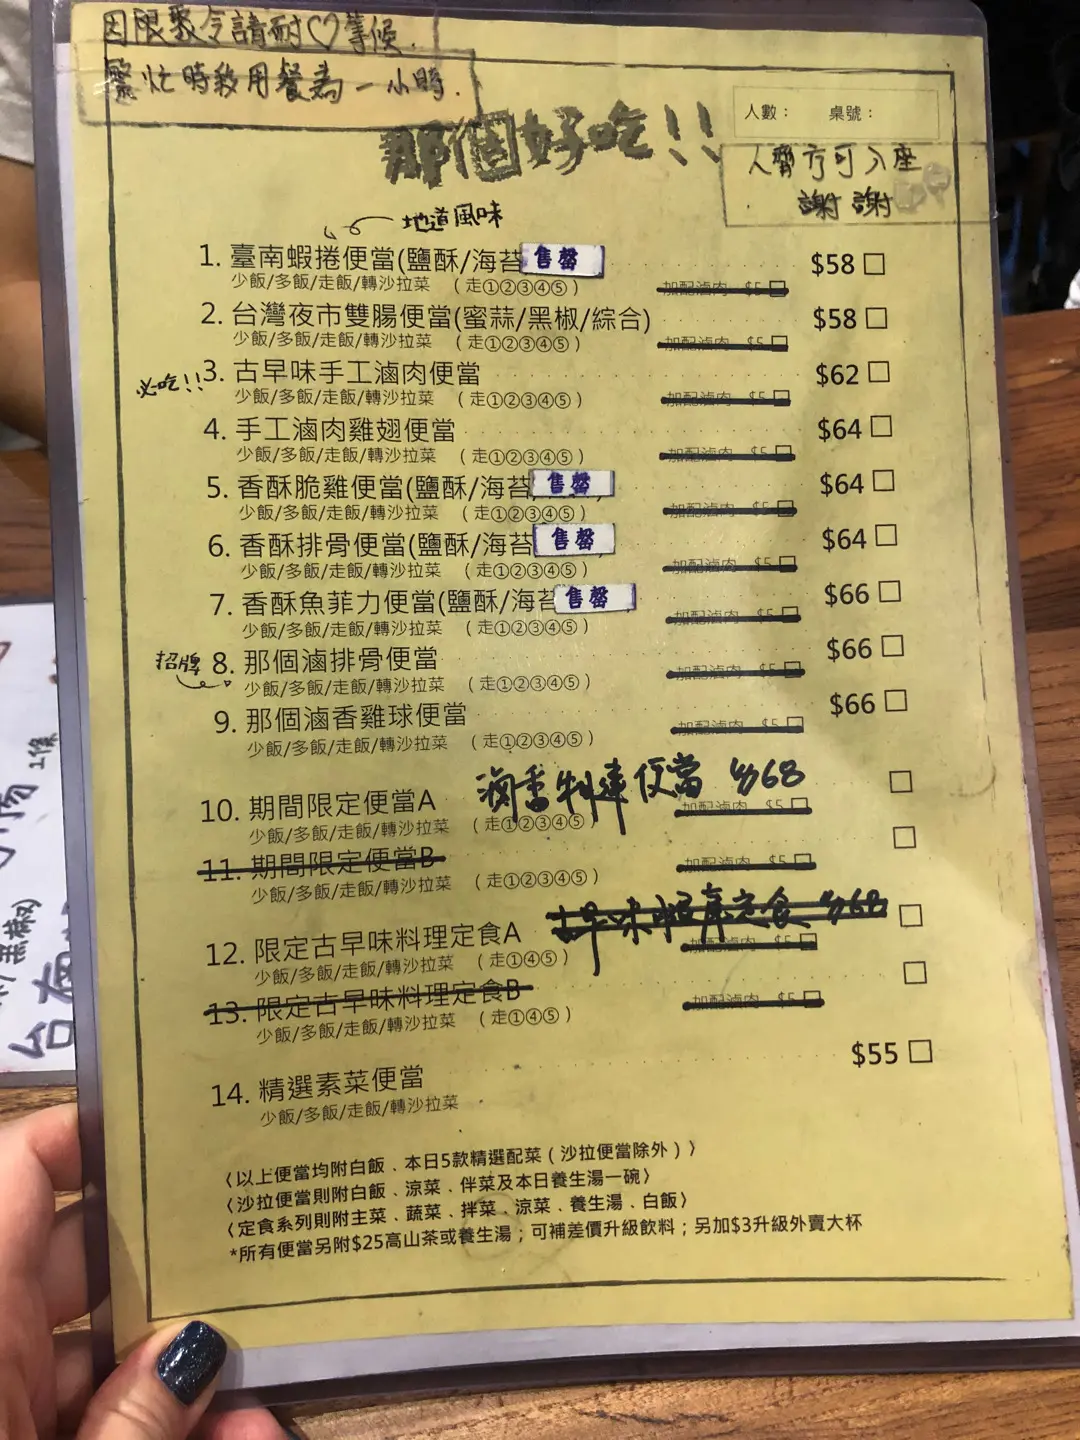 因限聚令請耐♡等候.
繁忙時段用餐為一小時.
那個好吃!!
人數： 桌號：
人齊方可入座
謝謝
地道風味
1. 臺南蝦捲便當(鹽酥/海苔 售罄 $58 □
少飯/多飯/走飯/轉沙拉菜 (走①②③④⑤) 加配滷肉 $5 □
2. 台灣夜市雙腸便當(蜜蒜/黑椒/綜合) $58 □
少飯/多飯/走飯/轉沙拉菜 (走①②③④⑤) 加配滷肉 $5 □
必吃!! 3. 古早味手工滷肉便當 $62 □
少飯/多飯/走飯/轉沙拉菜 (走①②③④⑤) 加配滷肉 $5 □
4. 手工滷肉雞翅便當 $64 □
少飯/多飯/走飯/轉沙拉菜 (走①②③④⑤) 加配滷肉 $5 □
5. 香酥脆雞便當(鹽酥/海苔 售罄 $64 □
少飯/多飯/走飯/轉沙拉菜 (走①②③④⑤) 加配滷肉 $5 □
6. 香酥排骨便當(鹽酥/海苔 售罄 $64 □
少飯/多飯/走飯/轉沙拉菜 (走①②③④⑤) 加配滷肉 $5 □
7. 香酥魚菲力便當(鹽酥/海苔 售罄 $66 □
少飯/多飯/走飯/轉沙拉菜 (走①②③④⑤) 加配滷肉 $5 □
招牌 8. 那個滷排骨便當 $66 □
少飯/多飯/走飯/轉沙拉菜 (走①②③④⑤) 加配滷肉 $5 □
9. 那個滷香雞球便當 $66 □
少飯/多飯/走飯/轉沙拉菜 (走①②③④⑤) 加配滷肉 $5 □
10. 期間限定便當A 滷香牛𦟌便當 $68 □
少飯/多飯/走飯/轉沙拉菜 (走①②③④⑤) 加配滷肉 $5 □
11. 期間限定便當B □
少飯/多飯/走飯/轉沙拉菜 (走①②③④⑤) 加配滷肉 $5 □
12. 限定古早味料理定食A 定食 $68 □
少飯/多飯/走飯/轉沙拉菜 (走①④⑤) 加配滷肉 $5 □
13. 限定古早味料理定食B □
少飯/多飯/走飯/轉沙拉菜 (走①④⑤) 加配滷肉 $5 □
14. 精選素菜便當 $55 □
少飯/多飯/走飯/轉沙拉菜
〈以上便當均附白飯﹑本日5款精選配菜（沙拉便當除外）〉
〈沙拉便當則附白飯﹑涼菜﹑伴菜及本日養生湯一碗〉
〈定食系列則附主菜﹑蔬菜﹑拌菜﹑涼菜﹑養生湯﹑白飯〉
*所有便當另附$25高山茶或養生湯；可補差價升級飲料；另加$3升級外賣大杯